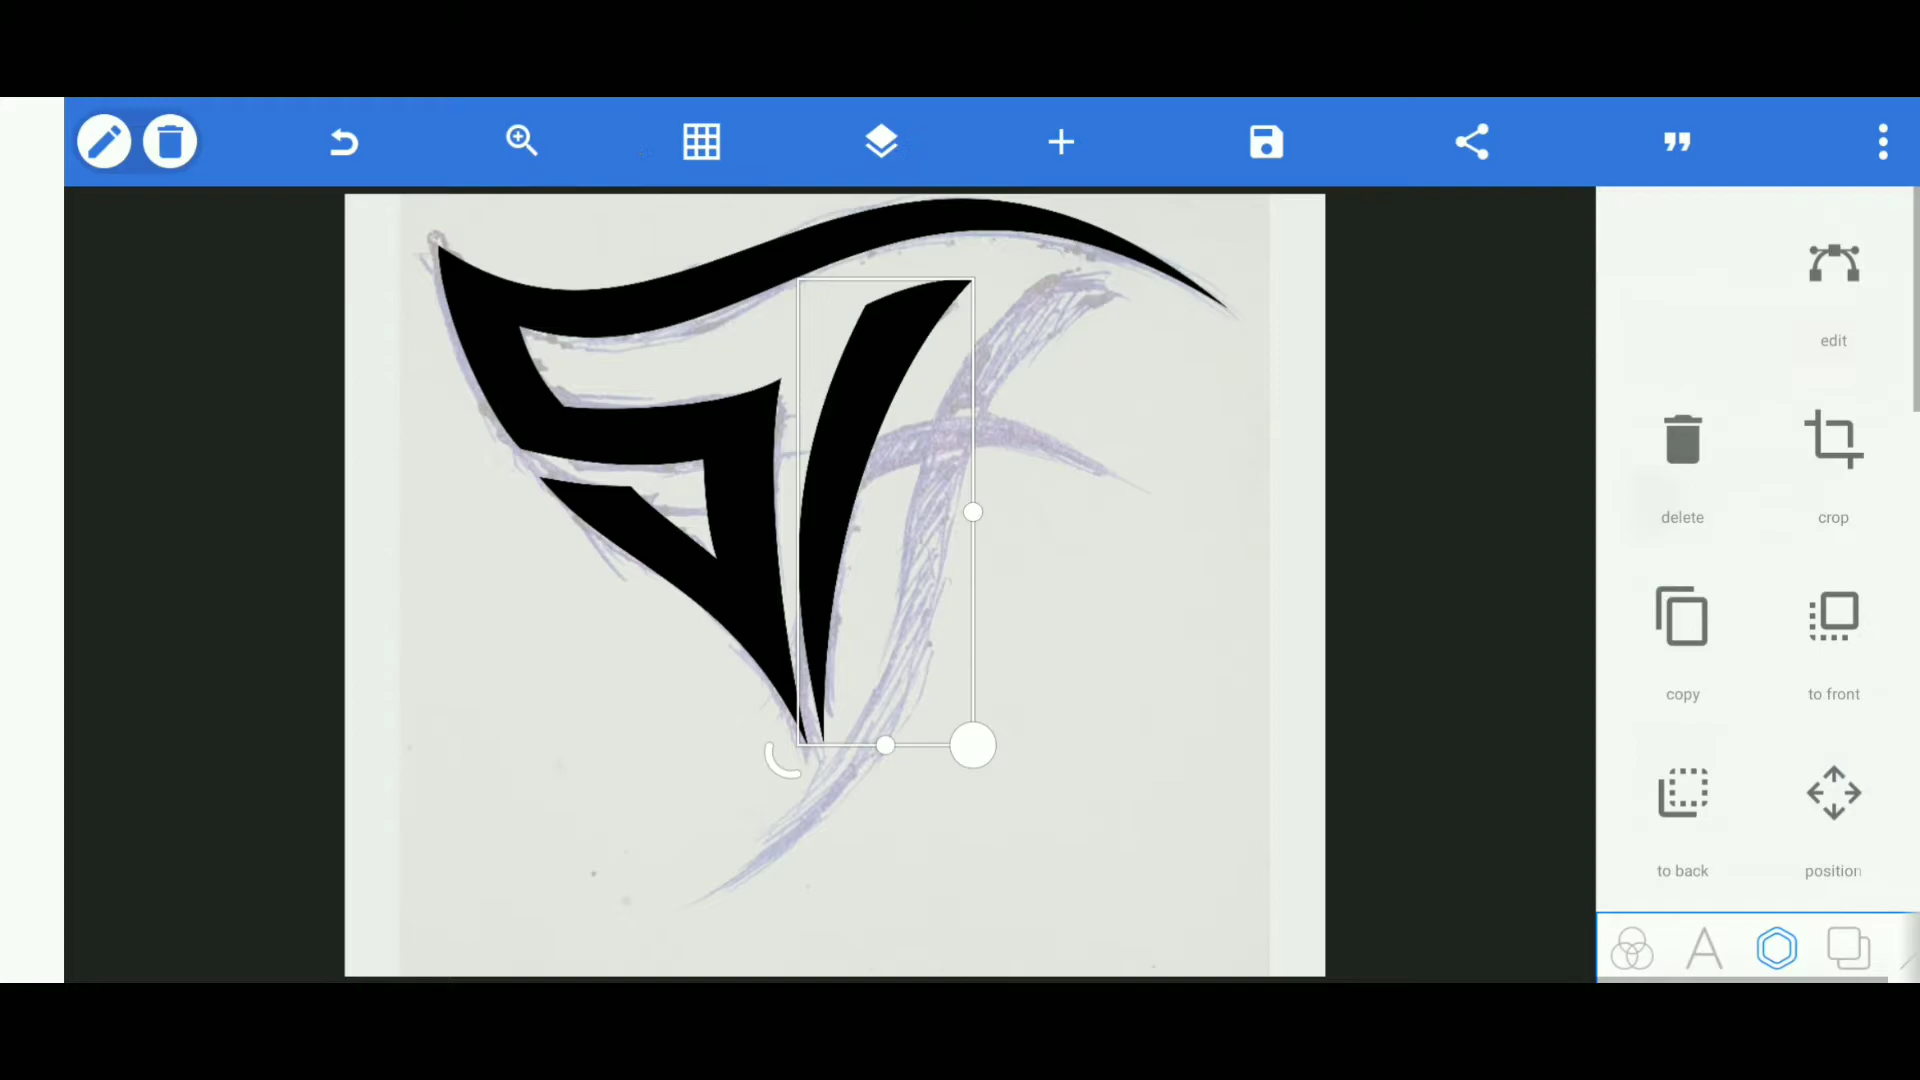 edit
delete
crop
copy
to front
to back
position